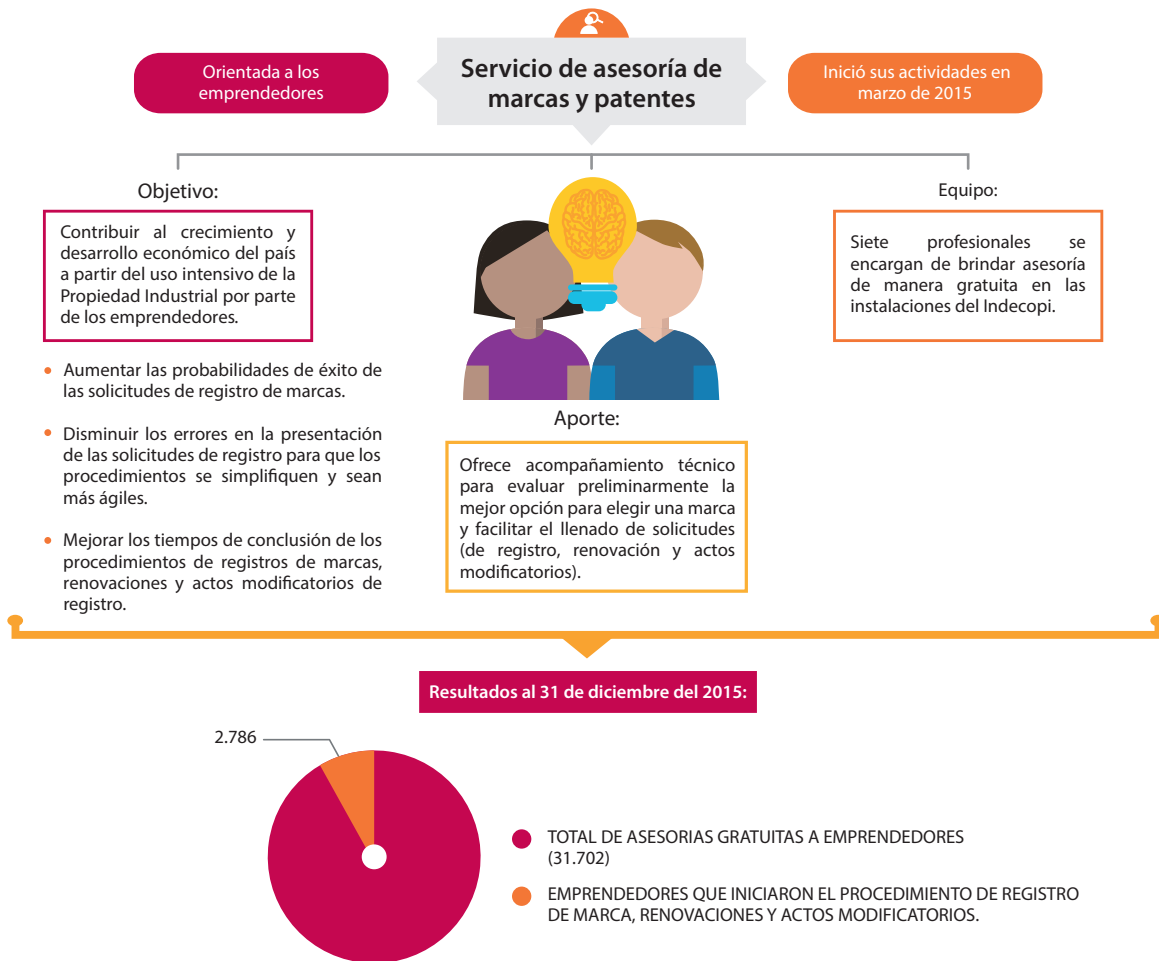 Orientada a los
emprendedores
Servicio de asesoría de
marcas y patentes
Inició sus actividades en
marzo de 2015
Objetivo:
Contribuir al crecimiento y
desarrollo económico del país
a partir del uso intensivo de la
Propiedad Industrial por parte
de los emprendedores.
• Aumentar las probabilidades de éxito de
las solicitudes de registro de marcas.
• Disminuir los errores en la presentación
de las solicitudes de registro para que los
procedimientos se simplifiquen y sean
más ágiles.
• Mejorar los tiempos de conclusión de los
procedimientos de registros de marcas,
renovaciones y actos modificatorios de
registro.
Aporte:
Ofrece acompañamiento técnico
para evaluar preliminarmente la
mejor opción para elegir una marca
y facilitar el llenado de solicitudes
(de registro, renovación y actos
modificatorios).
Equipo:
Siete profesionales se
encargan de brindar asesoría
de manera gratuita en las
instalaciones del Indecopi.
Resultados al 31 de diciembre del 2015:
2.786
TOTAL DE ASESORIAS GRATUITAS A EMPRENDEDORES
(31.702)
EMPRENDEDORES QUE INICIARON EL PROCEDIMIENTO DE REGISTRO
DE MARCA, RENOVACIONES Y ACTOS MODIFICATORIOS.